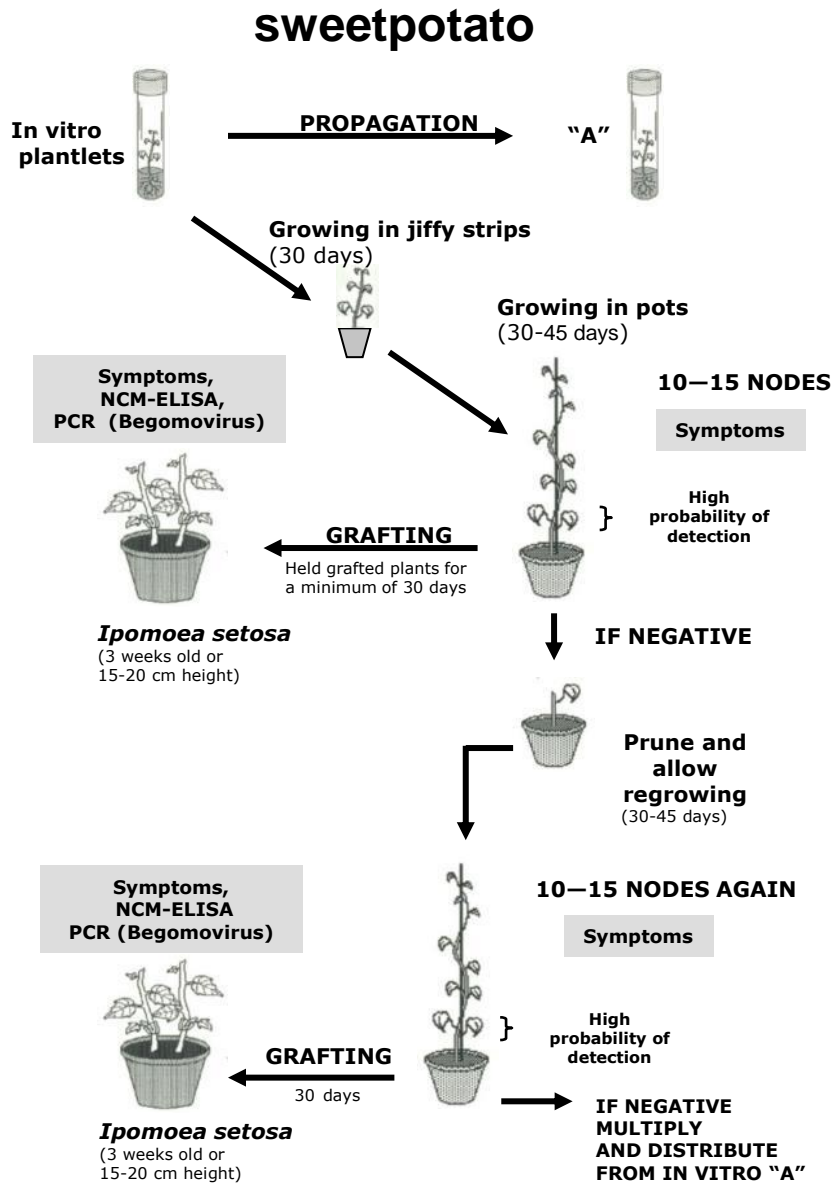 sweetpotato
In vitro
plantlets
PROPAGATION
“A”
Growing in jiffy strips
(30 days)
Growing in pots
(30-45 days)
Symptoms,
NCM-ELISA,
PCR (Begomovirus)
10—15 NODES
Symptoms
High
probability of
detection
}
GRAFTING
Held grafted plants for
a minimum of 30 days
Ipomoea setosa
(3 weeks old or
15-20 cm height)
IF NEGATIVE
Prune and
allow
regrowing
(30-45 days)
Symptoms,
NCM-ELISA
PCR (Begomovirus)
10—15 NODES AGAIN
Symptoms
High
probability of
detection
}
GRAFTING
30 days
Ipomoea setosa
(3 weeks old or
15-20 cm height)
IF NEGATIVE
MULTIPLY
AND DISTRIBUTE
FROM IN VITRO “A”